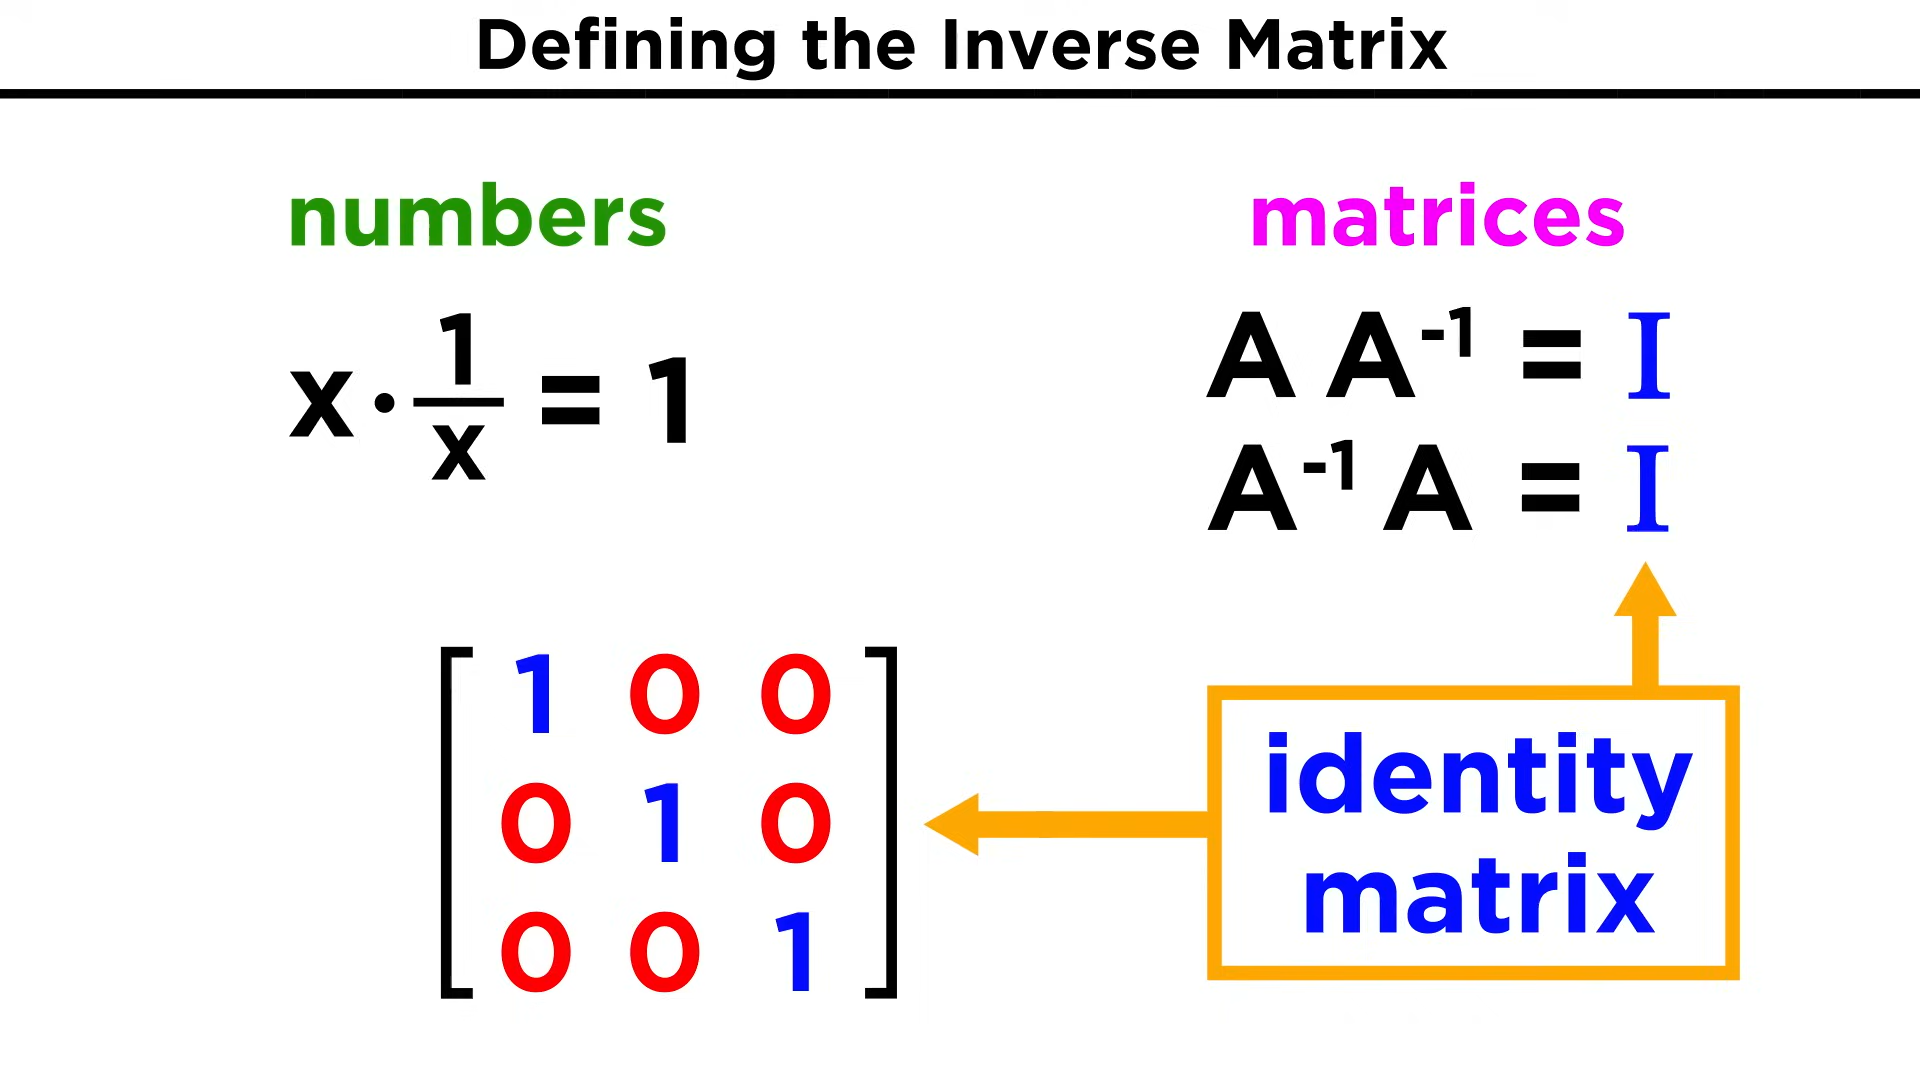 Defining the Inverse Matrix
numbers
x · 1/x = 1
matrices
A A⁻¹ = I
A⁻¹ A = I
1 0 0
0 1 0
0 0 1
identity
matrix